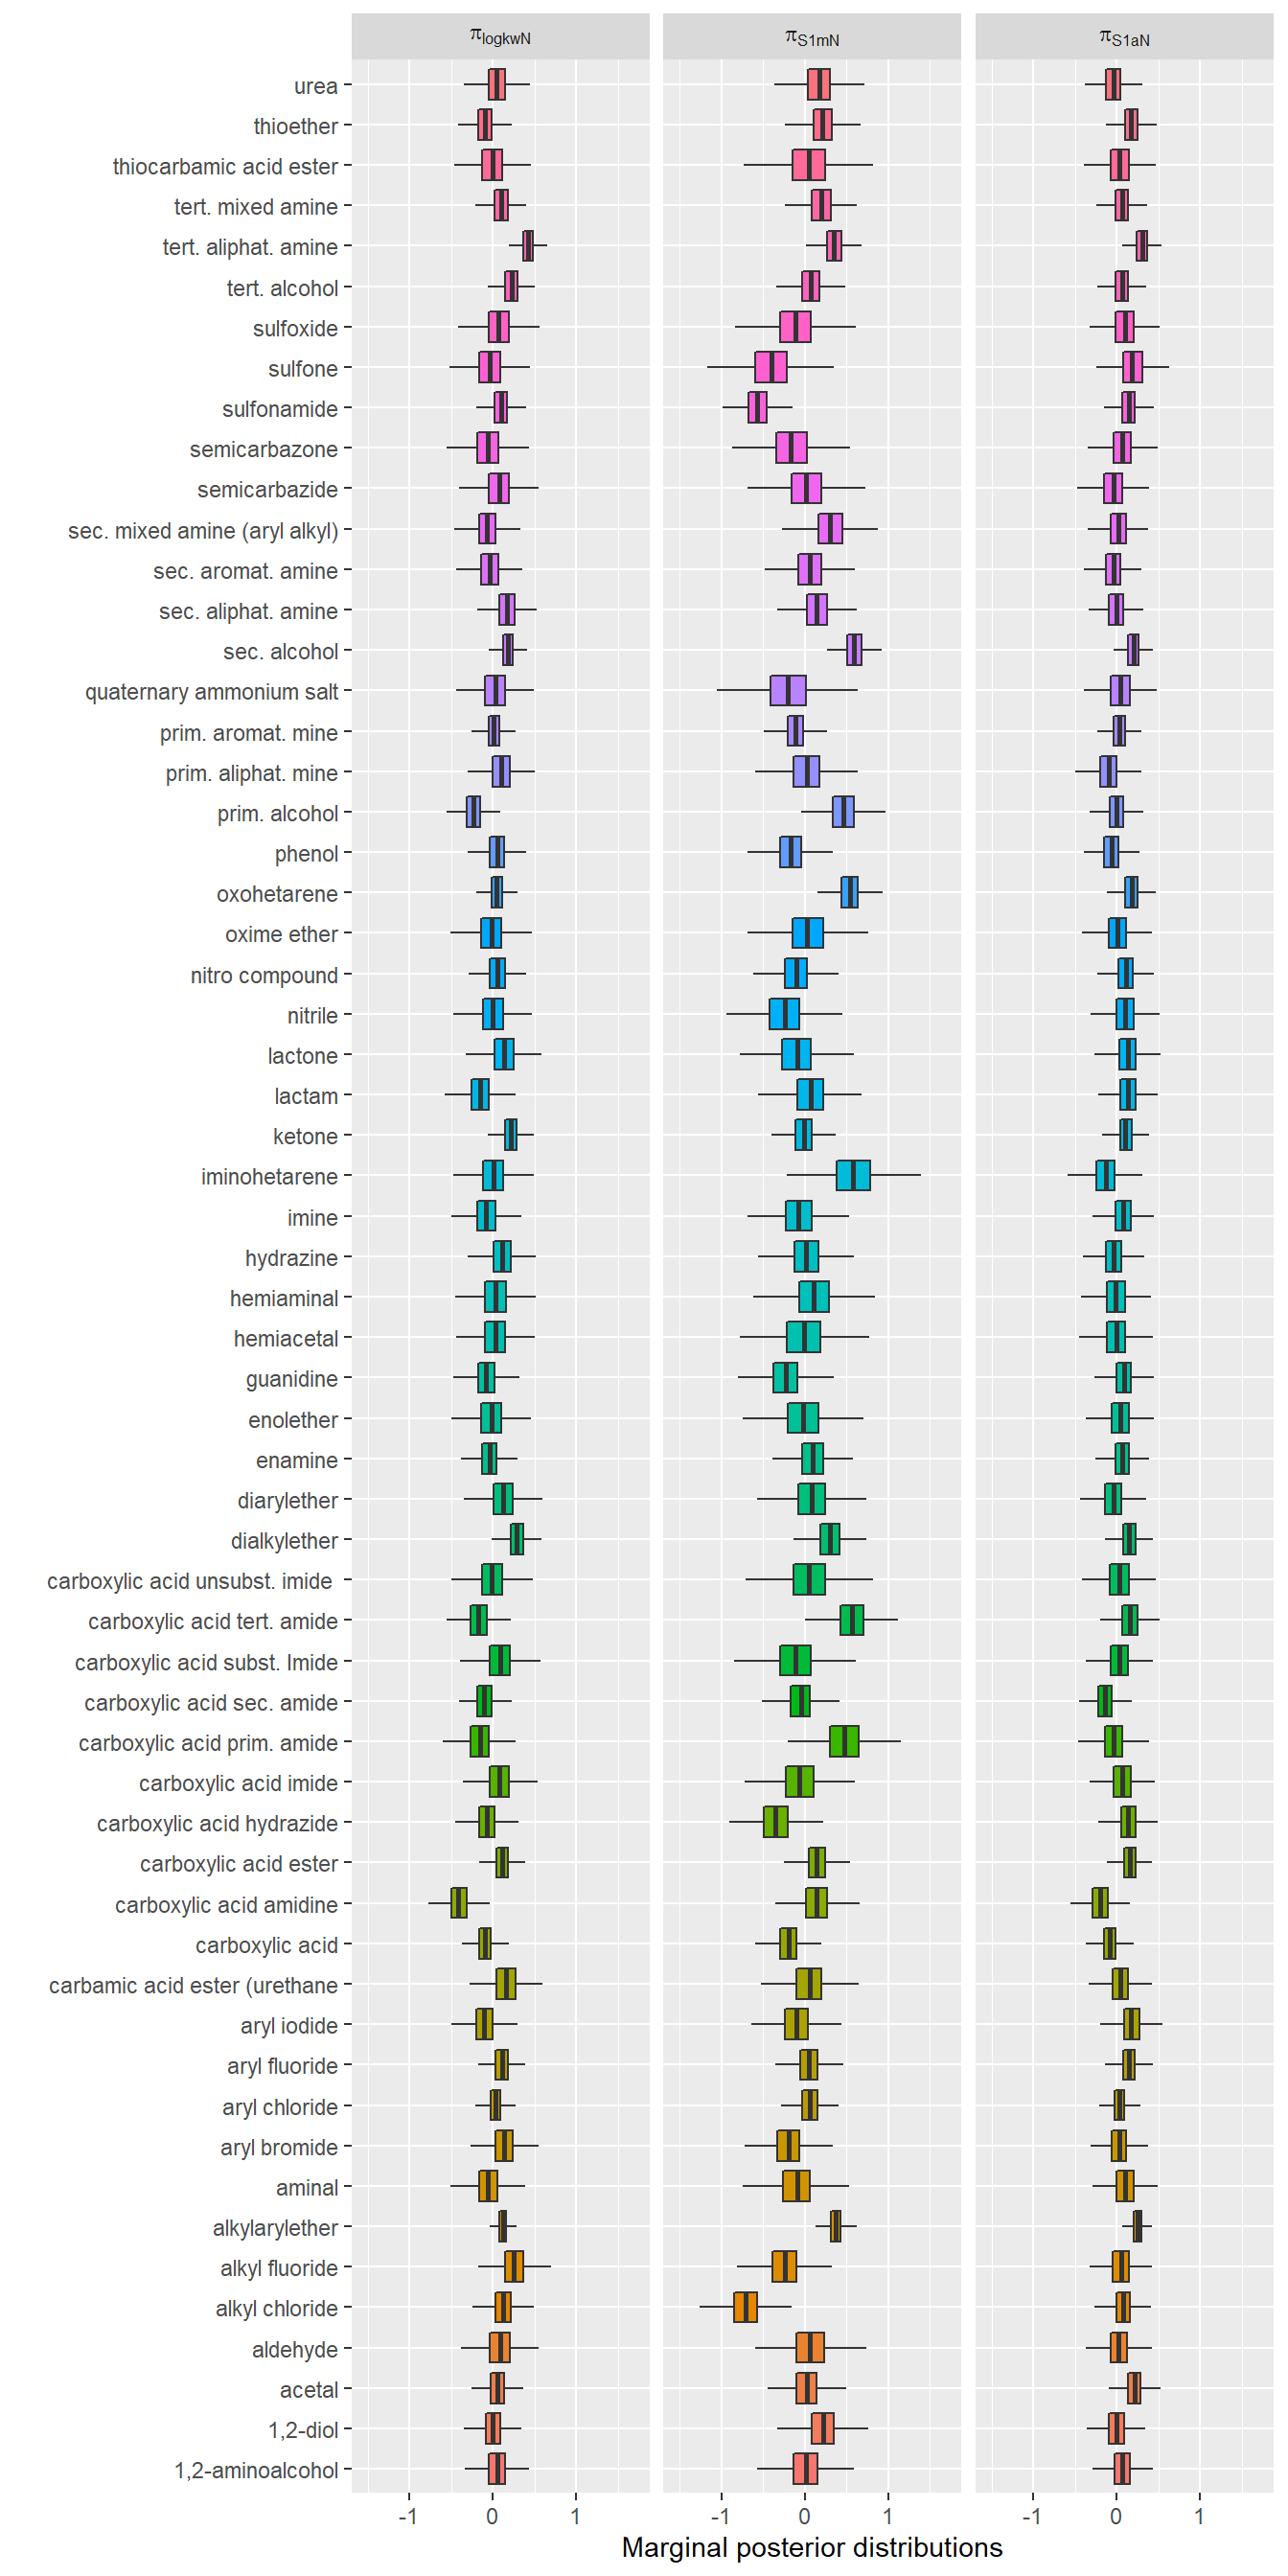 πlogkwN πS1mN πS1aN
urea
thioether
thiocarbamic acid ester
tert. mixed amine
tert. aliphat. amine
tert. alcohol
sulfoxide
sulfone
sulfonamide
semicarbazone
semicarbazide
sec. mixed amine (aryl alkyl)
sec. aromat. amine
sec. aliphat. amine
sec. alcohol
quaternary ammonium salt
prim. aromat. mine
prim. aliphat. mine
prim. alcohol
phenol
oxohetarene
oxime ether
nitro compound
nitrile
lactone
lactam
ketone
iminohetarene
imine
hydrazine
hemiaminal
hemiacetal
guanidine
enolether
enamine
diarylether
dialkylether
carboxylic acid unsubst. imide
carboxylic acid tert. amide
carboxylic acid subst. Imide
carboxylic acid sec. amide
carboxylic acid prim. amide
carboxylic acid imide
carboxylic acid hydrazide
carboxylic acid ester
carboxylic acid amidine
carboxylic acid
carbamic acid ester (urethane
aryl iodide
aryl fluoride
aryl chloride
aryl bromide
aminal
alkylarylether
alkyl fluoride
alkyl chloride
aldehyde
acetal
1,2-diol
1,2-aminoalcohol
-1 0 1 -1 0 1 -1 0 1
Marginal posterior distributions